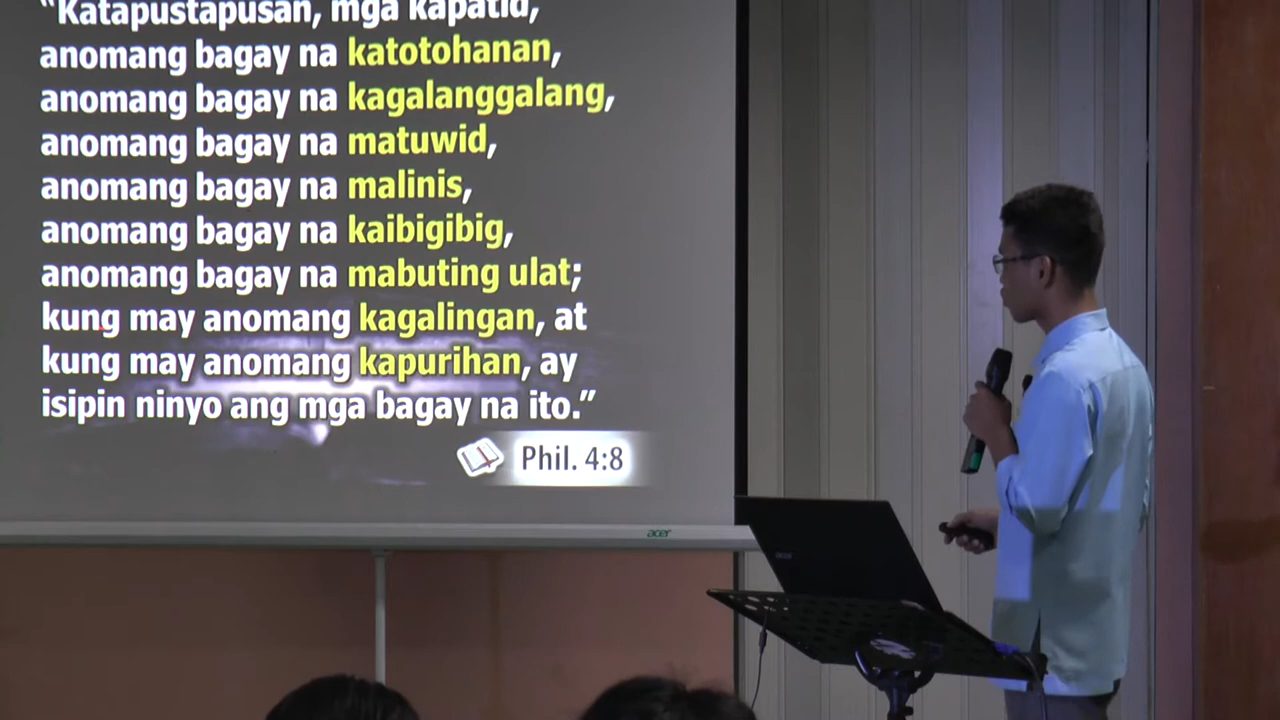 “Katapustapusan, mga kapatid,
anomang bagay na katotohanan,
anomang bagay na kagalanggalang,
anomang bagay na matuwid,
anomang bagay na malinis,
anomang bagay na kaibigibig,
anomang bagay na mabuting ulat;
kung may anomang kagalingan, at
kung may anomang kapurihan, ay
isipin ninyo ang mga bagay na ito.”
Phil. 4:8
acer
acer